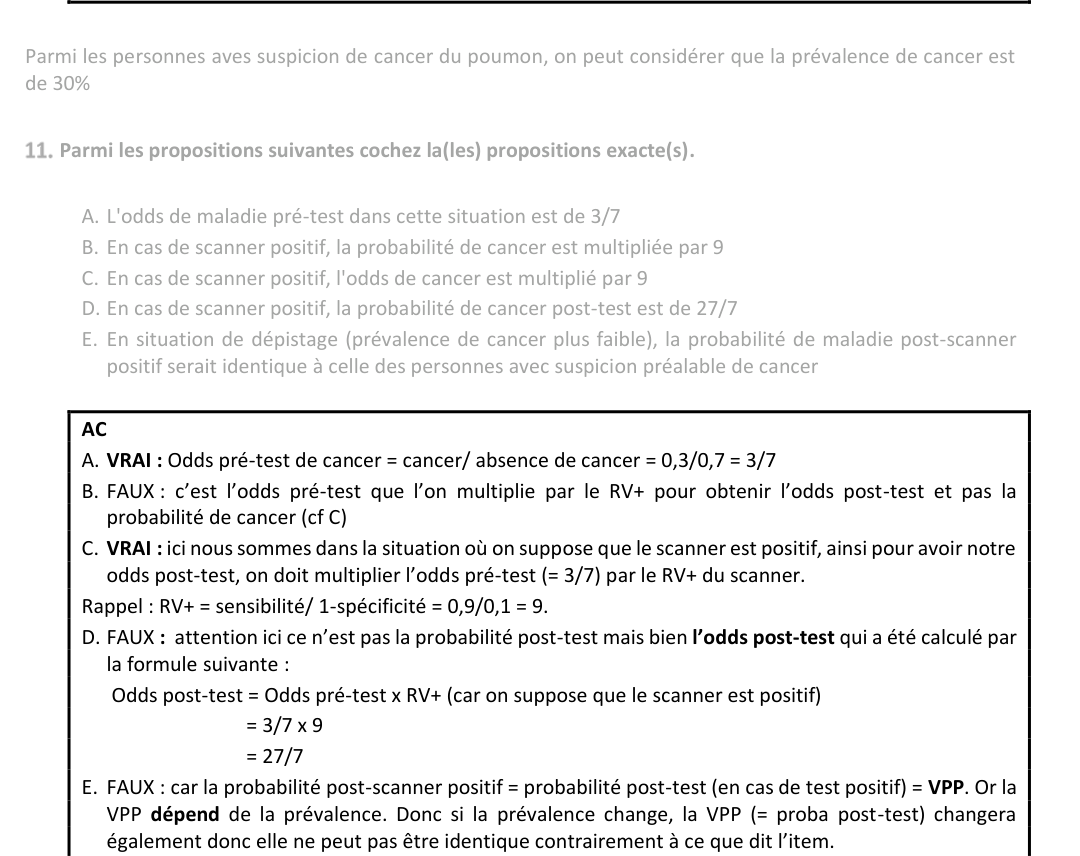 Parmi les personnes aves suspicion de cancer du poumon, on peut considérer que la prévalence de cancer est
de 30%
11. Parmi les propositions suivantes cochez la(les) propositions exacte(s).
A. L'odds de maladie pré-test dans cette situation est de 3/7
B. En cas de scanner positif, la probabilité de cancer est multipliée par 9
C. En cas de scanner positif, l'odds de cancer est multiplié par 9
D. En cas de scanner positif, la probabilité de cancer post-test est de 27/7
E. En situation de dépistage (prévalence de cancer plus faible), la probabilité de maladie post-scanner
positif serait identique à celle des personnes avec suspicion préalable de cancer
AC
A. VRAI : Odds pré-test de cancer = cancer/ absence de cancer = 0,3/0,7 = 3/7
B. FAUX : c’est l’odds pré-test que l’on multiplie par le RV+ pour obtenir l’odds post-test et pas la
probabilité de cancer (cf C)
C. VRAI : ici nous sommes dans la situation où on suppose que le scanner est positif, ainsi pour avoir notre
odds post-test, on doit multiplier l’odds pré-test (= 3/7) par le RV+ du scanner.
Rappel : RV+ = sensibilité/ 1-spécificité = 0,9/0,1 = 9.
D. FAUX : attention ici ce n’est pas la probabilité post-test mais bien l’odds post-test qui a été calculé par
la formule suivante :
Odds post-test = Odds pré-test x RV+ (car on suppose que le scanner est positif)
= 3/7 x 9
= 27/7
E. FAUX : car la probabilité post-scanner positif = probabilité post-test (en cas de test positif) = VPP. Or la
VPP dépend de la prévalence. Donc si la prévalence change, la VPP (= proba post-test) changera
également donc elle ne peut pas être identique contrairement à ce que dit l’item.